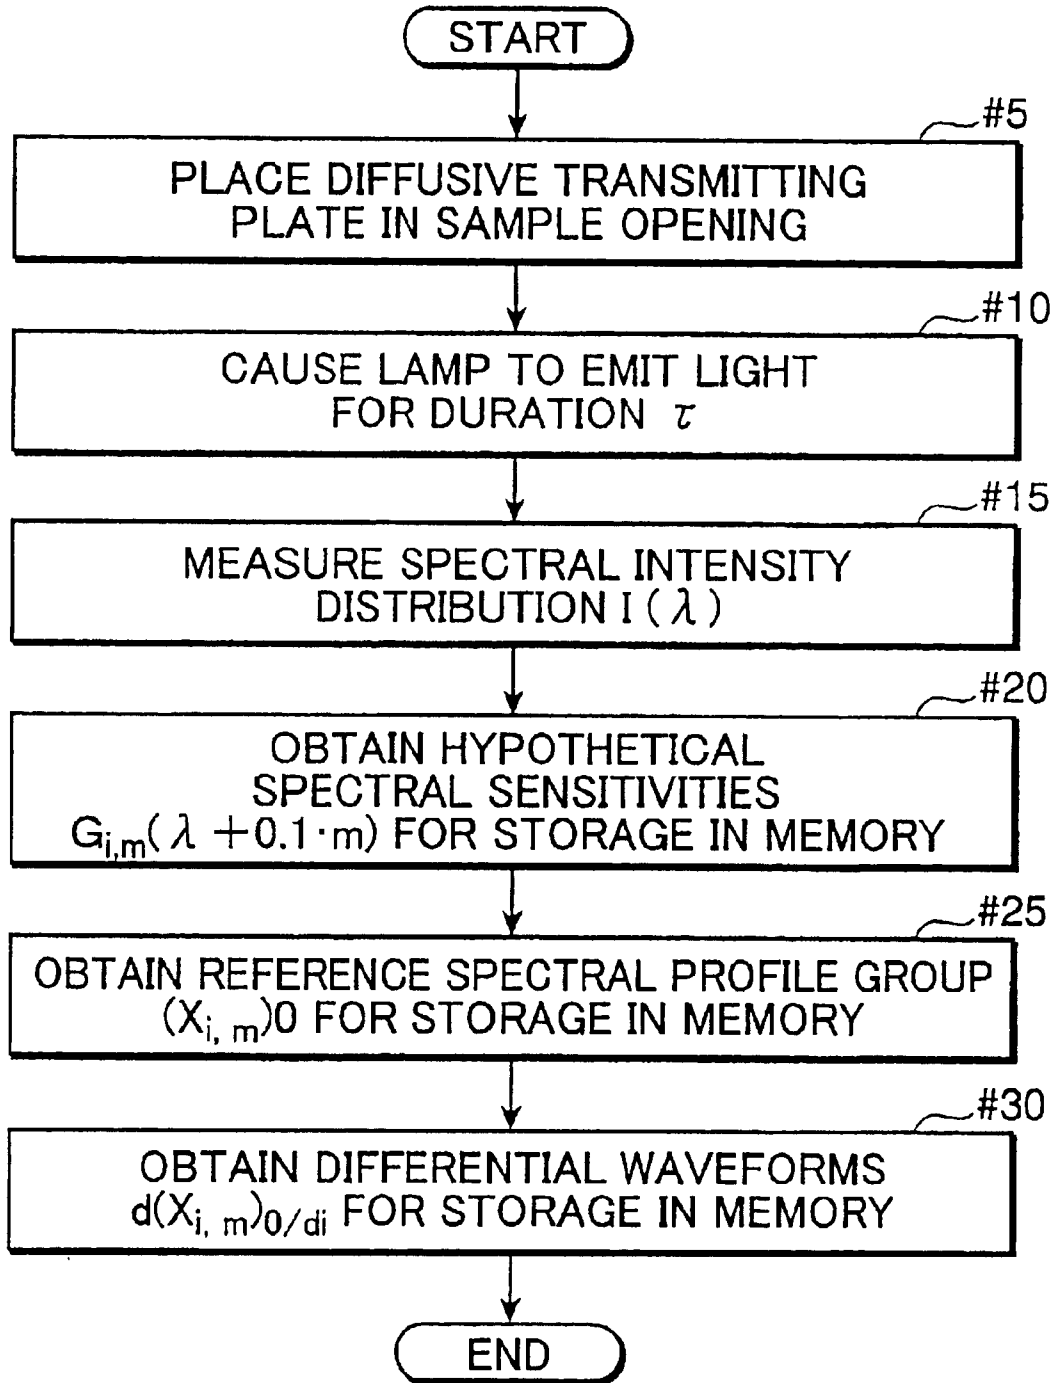 START
#5
PLACE DIFFUSIVE TRANSMITTING
PLATE IN SAMPLE OPENING
#10
CAUSE LAMP TO EMIT LIGHT
FOR DURATION τ
#15
MEASURE SPECTRAL INTENSITY
DISTRIBUTION I(λ)
#20
OBTAIN HYPOTHETICAL
SPECTRAL SENSITIVITIES
Gi,m(λ+0.1·m) FOR STORAGE IN MEMORY
#25
OBTAIN REFERENCE SPECTRAL PROFILE GROUP
(Xi, m)0 FOR STORAGE IN MEMORY
#30
OBTAIN DIFFERENTIAL WAVEFORMS
d(Xi, m)0/di FOR STORAGE IN MEMORY
END